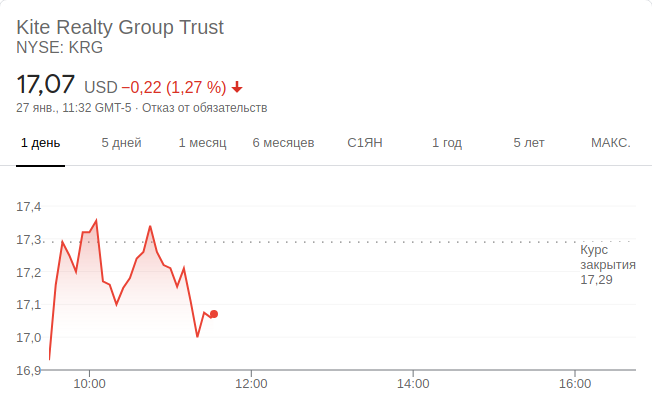 Kite Realty Group Trust
NYSE: KRG
17,07 USD −0,22 (1,27 %)
27 янв., 11:32 GMT-5 · Отказ от обязательств
1 день 5 дней 1 месяц 6 месяцев С1ЯН 1 год 5 лет МАКС.
17,4
17,3
Курс
закрытия
17,29
17,2
17,1
17,0
16,9
10:00 12:00 14:00 16:00